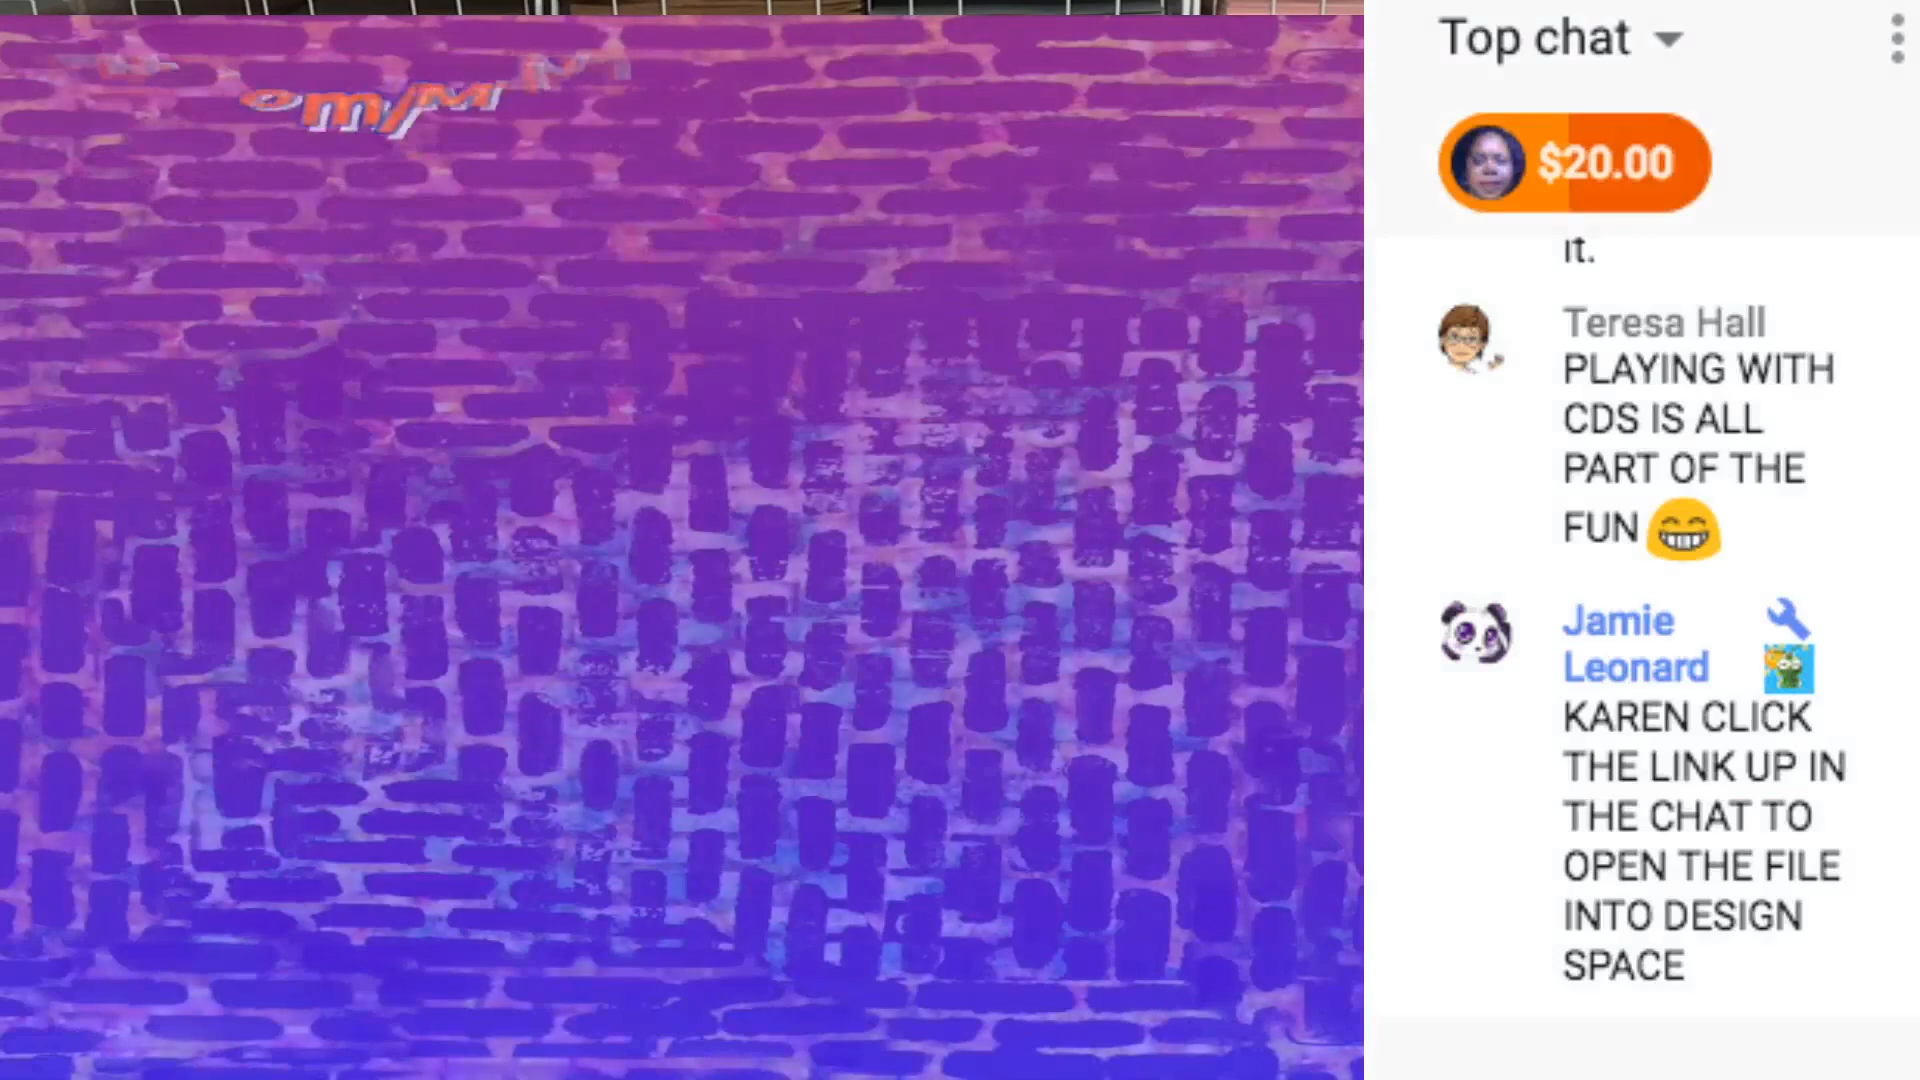 om/M
Top chat
$20.00
it.
Teresa Hall
PLAYING WITH
CDS IS ALL
PART OF THE
FUN
Jamie
Leonard
KAREN CLICK
THE LINK UP IN
THE CHAT TO
OPEN THE FILE
INTO DESIGN
SPACE